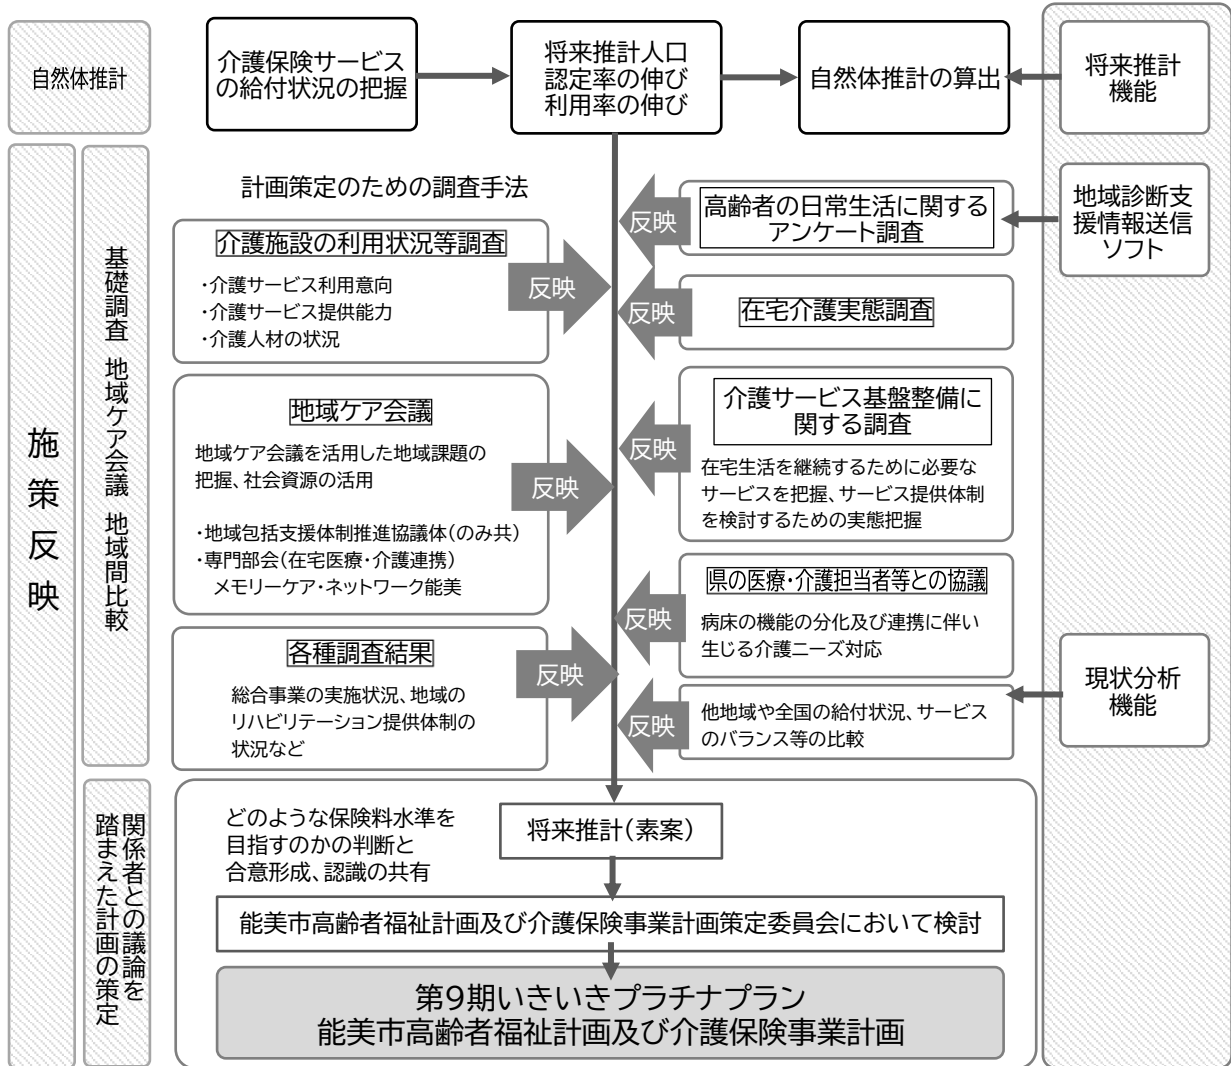 自然体推計
介護保険サービス
の給付状況の把握
将来推計人口
認定率の伸び
利用率の伸び
自然体推計の算出
将来推計
機能
施策反映
基礎調査 地域ケア会議 地域間比較
計画策定のための調査手法
介護施設の利用状況等調査
・介護サービス利用意向
・介護サービス提供能力
・介護人材の状況
反映
地域ケア会議
地域ケア会議を活用した地域課題の
把握、社会資源の活用
・地域包括支援体制推進協議体(のみ共)
・専門部会(在宅医療・介護連携)
メモリーケア・ネットワーク能美
反映
各種調査結果
総合事業の実施状況、地域の
リハビリテーション提供体制の
状況など
反映
反映
高齢者の日常生活に関する
アンケート調査
地域診断支
援情報送信
ソフト
反映
在宅介護実態調査
反映
介護サービス基盤整備に
関する調査
在宅生活を継続するために必要な
サービスを把握、サービス提供体制
を検討するための実態把握
反映
県の医療・介護担当者等との協議
病床の機能の分化及び連携に伴い
生じる介護ニーズ対応
反映
他地域や全国の給付状況、サービス
のバランス等の比較
現状分析
機能
関係者との議論を
踏まえた計画の策定
どのような保険料水準を
目指すのかの判断と
合意形成、認識の共有
将来推計(素案)
能美市高齢者福祉計画及び介護保険事業計画策定委員会において検討
第9期いきいきプラチナプラン
能美市高齢者福祉計画及び介護保険事業計画